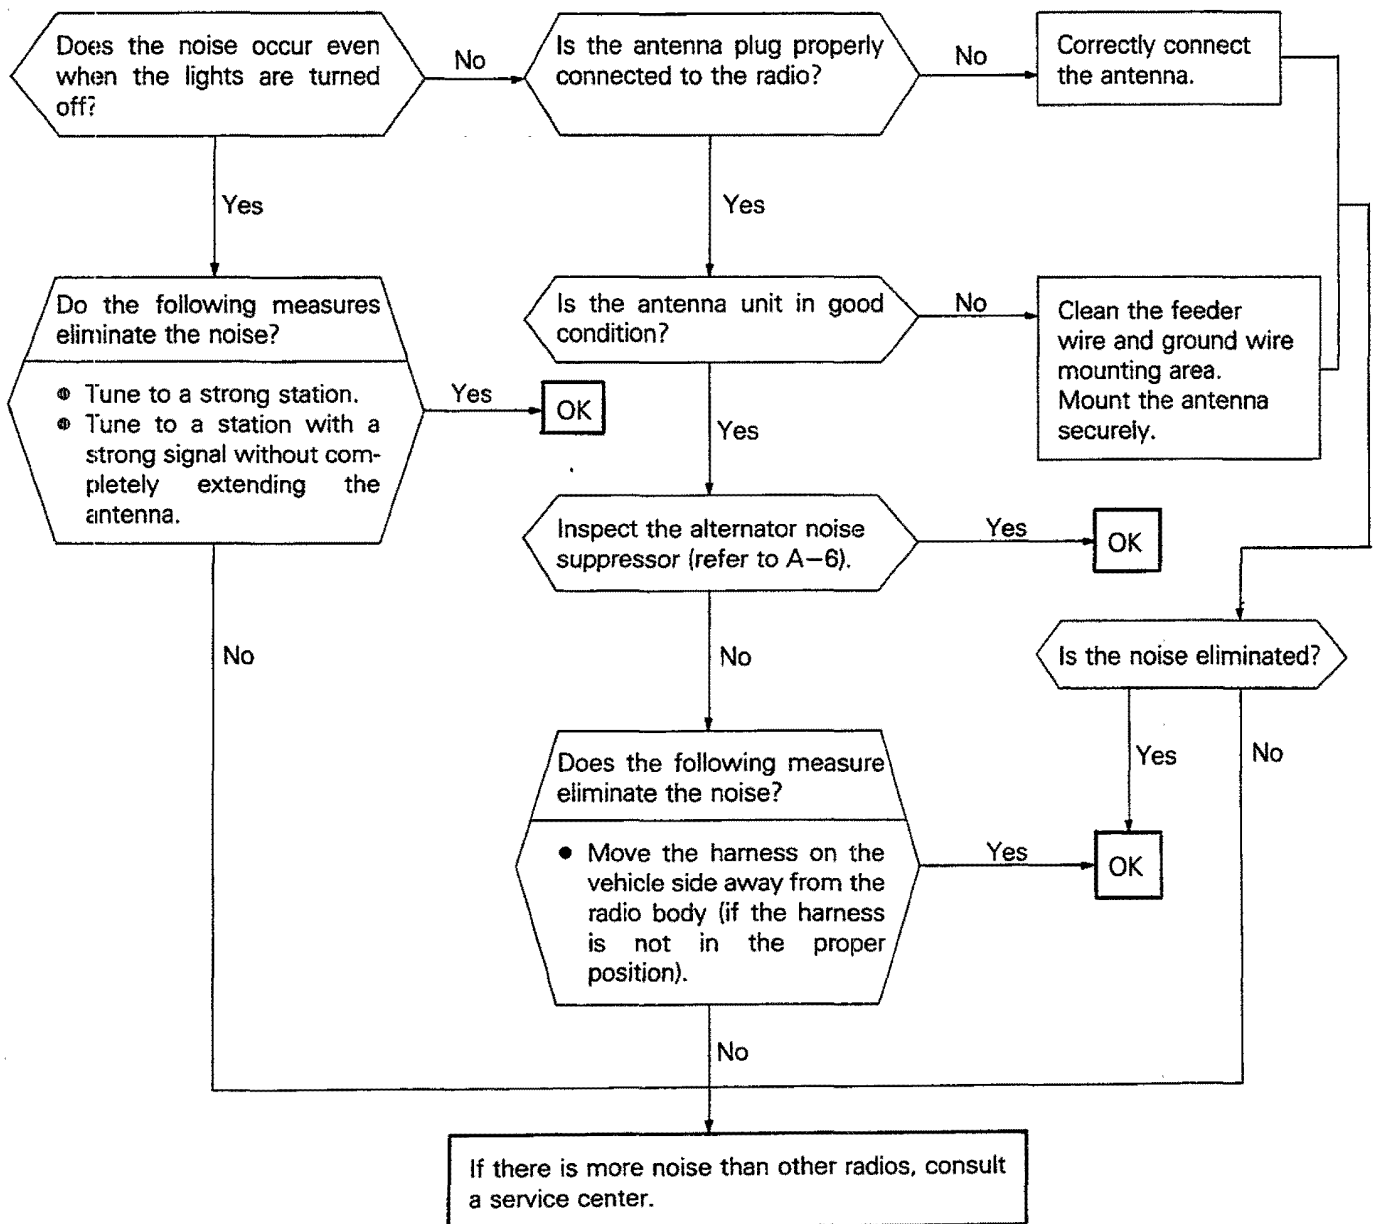 Does the noise occur even
when the lights are turned
off?
No
Is the antenna plug properly
connected to the radio?
No
Correctly connect
the antenna.
Yes
Yes
Do the following measures
eliminate the noise?
Tune to a strong station.
Tune to a station with a
strong signal without com-
pletely extending the
antenna.
Yes
OK
Is the antenna unit in good
condition?
No
Clean the feeder
wire and ground wire
mounting area.
Mount the antenna
securely.
Yes
Inspect the alternator noise
suppressor (refer to A–6).
Yes
OK
No
No
Is the noise eliminated?
Does the following measure
eliminate the noise?
● Move the harness on the
vehicle side away from the
radio body (if the harness
is not in the proper
position).
Yes
Yes
No
OK
No
If there is more noise than other radios, consult
a service center.